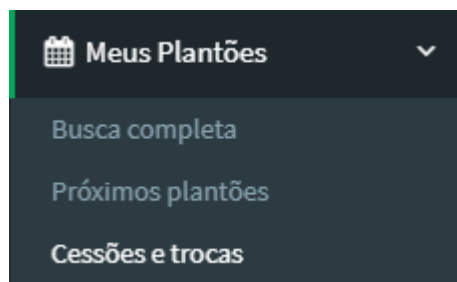 Meus Plantões
Busca completa
Próximos plantões
Cessões e trocas